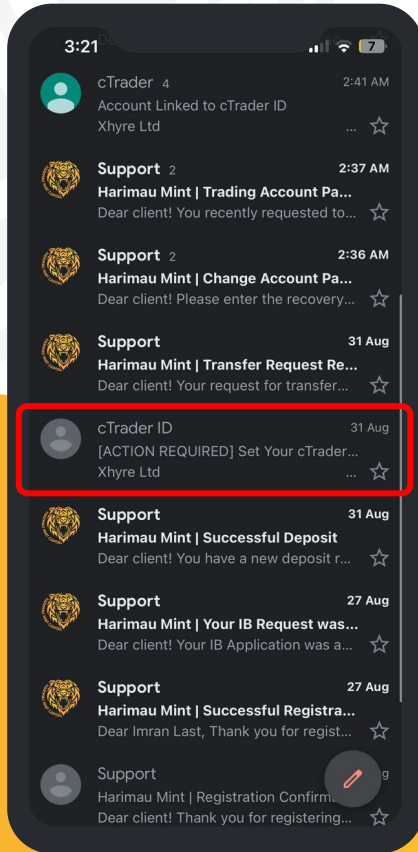 3:21
7
cTrader 4 2:41 AM
Account Linked to cTrader ID
Xhyre Ltd ...
Support 2 2:37 AM
Harimau Mint | Trading Account Pa...
Dear client! You recently requested to...
Support 2 2:36 AM
Harimau Mint | Change Account Pa...
Dear client! Please enter the recovery...
Support 31 Aug
Harimau Mint | Transfer Request Re...
Dear client! Your request for transfer...
cTrader ID 31 Aug
[ACTION REQUIRED] Set Your cTrader...
Xhyre Ltd ...
Support 31 Aug
Harimau Mint | Successful Deposit
Dear client! You have a new deposit r...
Support 27 Aug
Harimau Mint | Your IB Request was...
Dear client! Your IB Application was a...
Support 27 Aug
Harimau Mint | Successful Registra...
Dear Imran Last, Thank you for regist...
Support
Harimau Mint | Registration Confirm
Dear client! Thank you for registering...